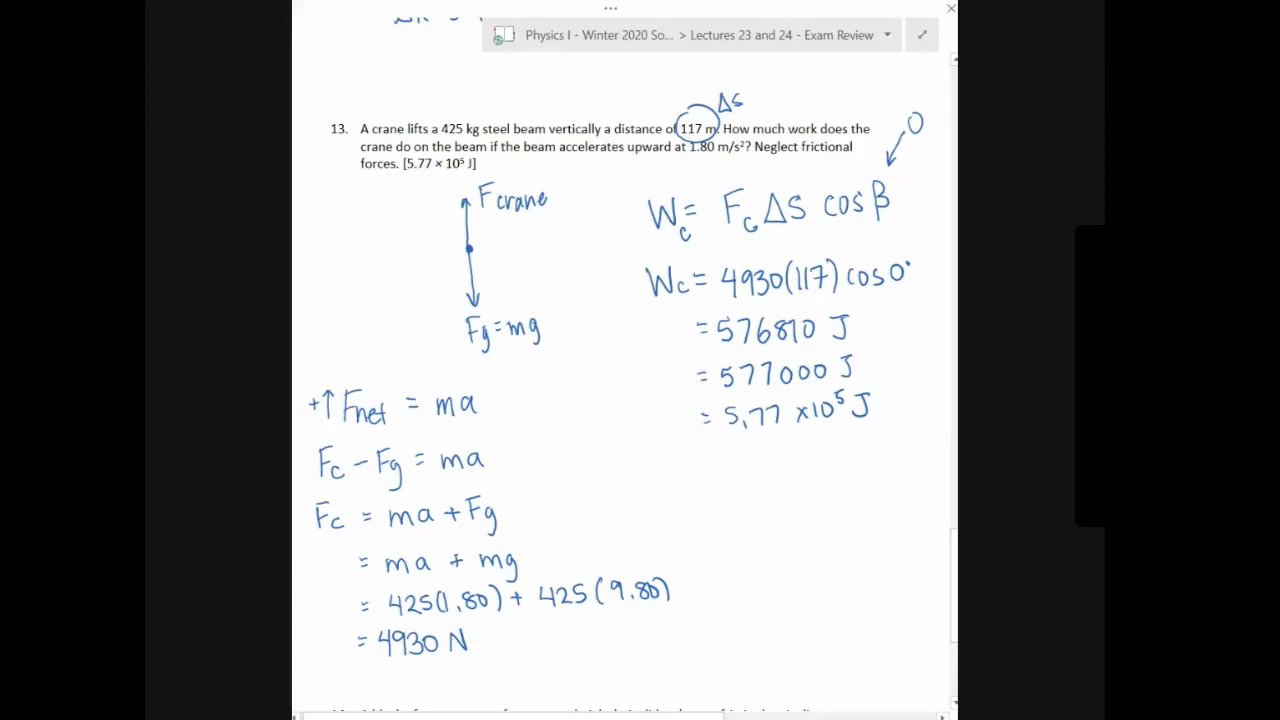 Physics I - Winter 2020 So... > Lectures 23 and 24 - Exam Review
Δs
13. A crane lifts a 425 kg steel beam vertically a distance of 117 m. How much work does the
crane do on the beam if the beam accelerates upward at 1.80 m/s²? Neglect frictional
forces. [5.77 × 10⁵ J]
0
F crane
Fg = mg
+↑ Fnet = ma
Fc - Fg = ma
Fc = ma + Fg
= ma + mg
= 425(1.80) + 425(9.80)
= 4930 N
Wc = Fc Δs cos β
Wc = 4930(117) cos 0°
= 576810 J
= 577000 J
= 5.77 ×10⁵ J